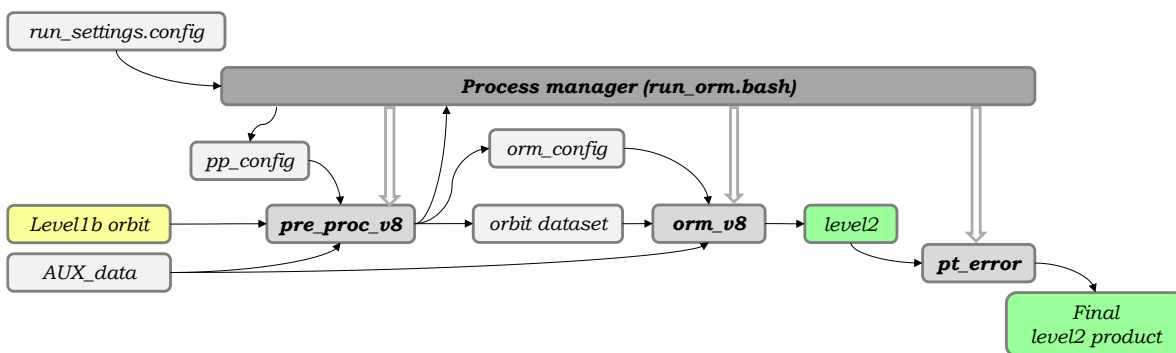 run_settings.config
Process manager (run_orm.bash)
pp_config
orm_config
Level1b orbit
pre_proc_v8
orbit dataset
orm_v8
level2
AUX_data
pt_error
Final
level2 product